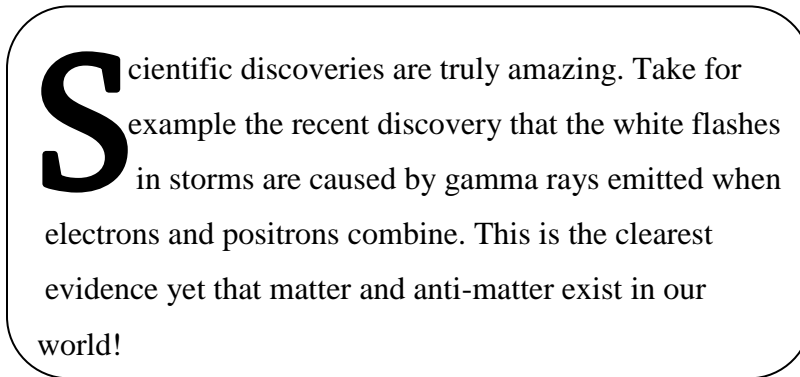 Scientific discoveries are truly amazing. Take for
example the recent discovery that the white flashes
in storms are caused by gamma rays emitted when
electrons and positrons combine. This is the clearest
evidence yet that matter and anti-matter exist in our
world!